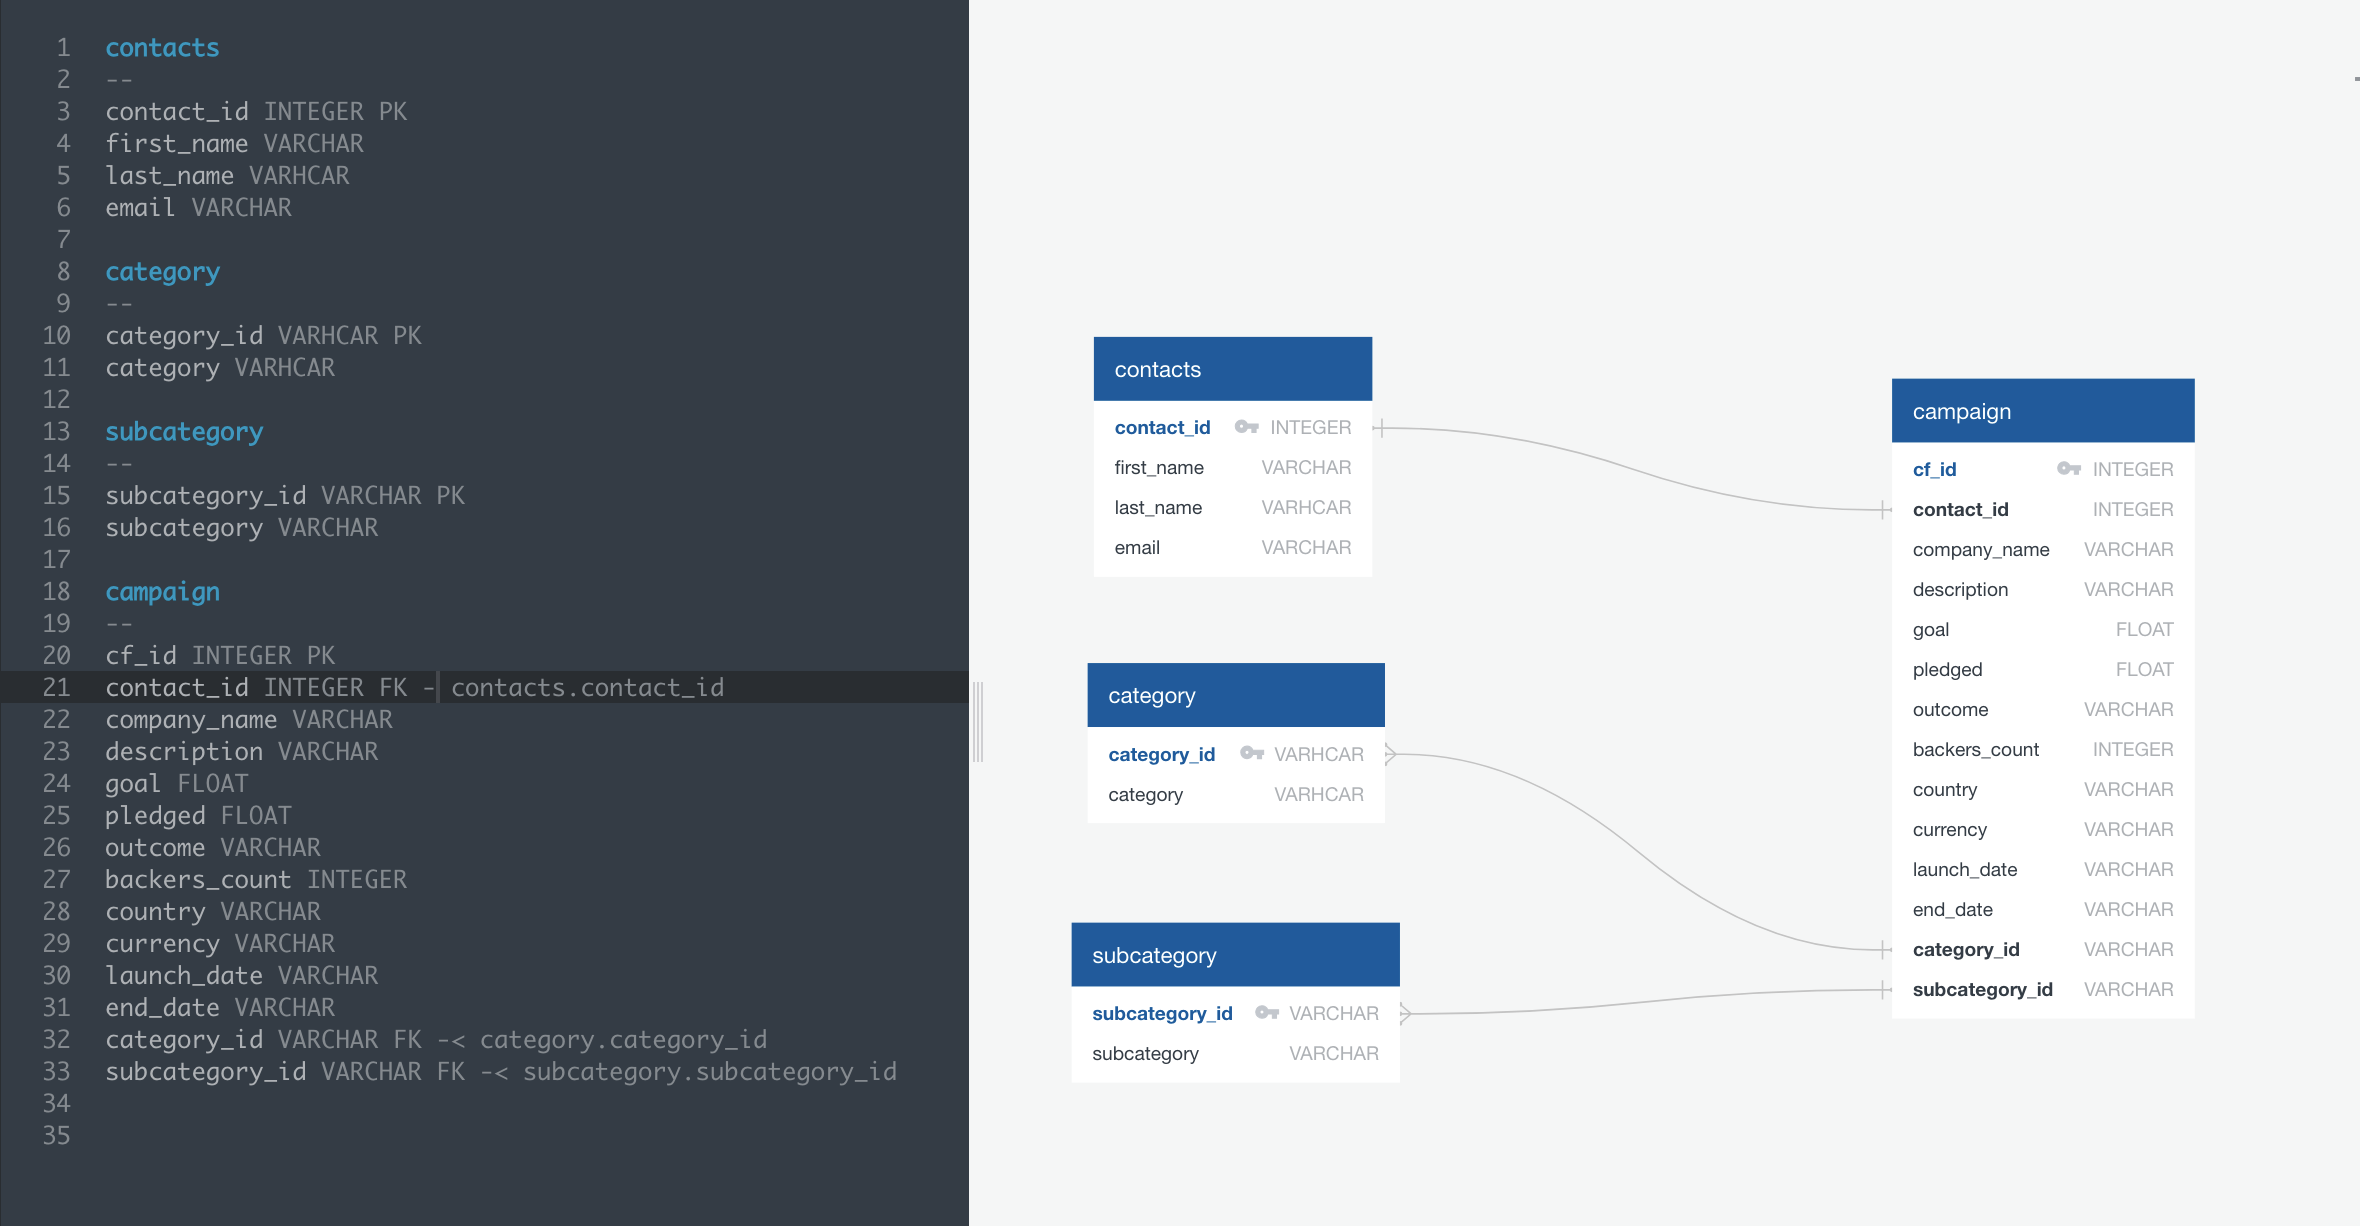 1 contacts
2 --
3 contact_id INTEGER PK
4 first_name VARCHAR
5 last_name VARHCAR
6 email VARCHAR
7
8 category
9 --
10 category_id VARHCAR PK
11 category VARHCAR
12
13 subcategory
14 --
15 subcategory_id VARCHAR PK
16 subcategory VARCHAR
17
18 campaign
19 --
20 cf_id INTEGER PK
21 contact_id INTEGER FK - contacts.contact_id
22 company_name VARCHAR
23 description VARCHAR
24 goal FLOAT
25 pledged FLOAT
26 outcome VARCHAR
27 backers_count INTEGER
28 country VARCHAR
29 currency VARCHAR
30 launch_date VARCHAR
31 end_date VARCHAR
32 category_id VARCHAR FK -< category.category_id
33 subcategory_id VARCHAR FK -< subcategory.subcategory_id
34
35
contacts
contact_id INTEGER
first_name VARCHAR
last_name VARHCAR
email VARCHAR
category
category_id VARHCAR
category VARHCAR
subcategory
subcategory_id VARCHAR
subcategory VARCHAR
campaign
cf_id INTEGER
contact_id INTEGER
company_name VARCHAR
description VARCHAR
goal FLOAT
pledged FLOAT
outcome VARCHAR
backers_count INTEGER
country VARCHAR
currency VARCHAR
launch_date VARCHAR
end_date VARCHAR
category_id VARCHAR
subcategory_id VARCHAR